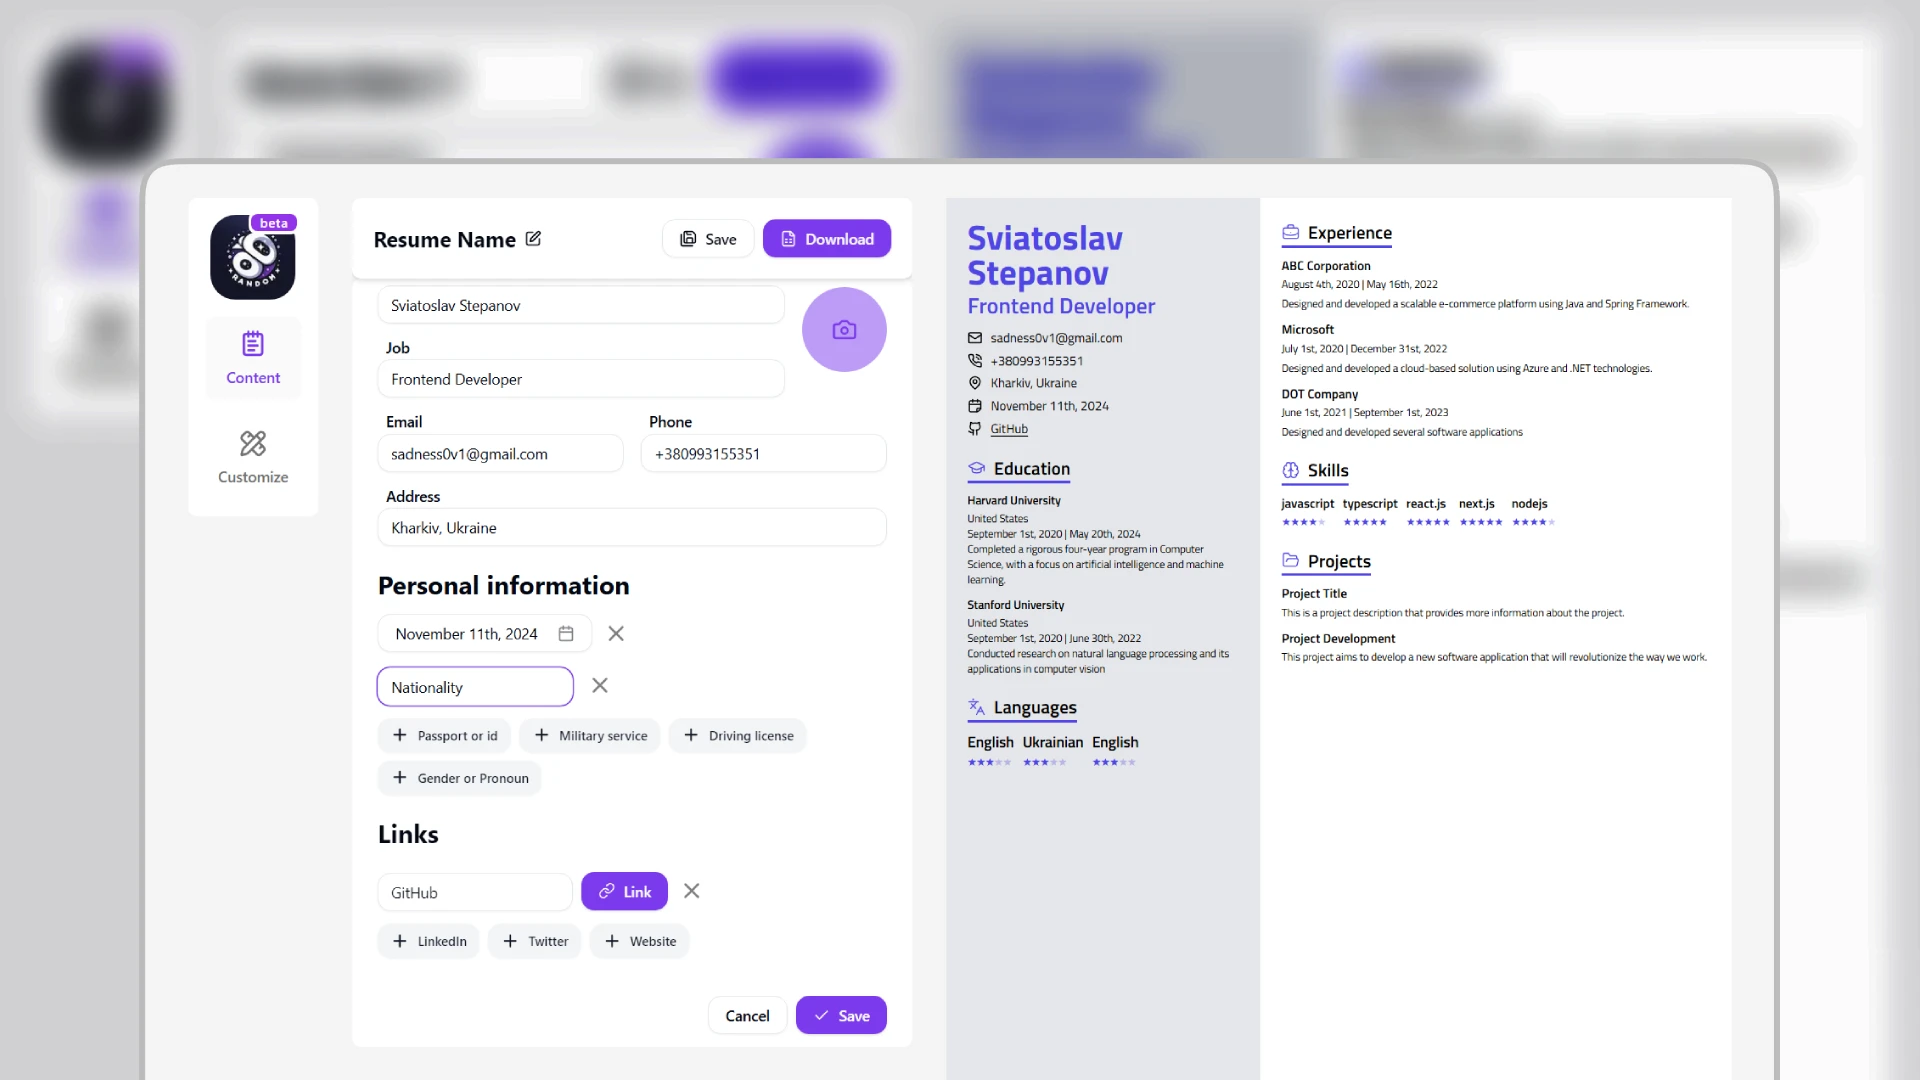 beta
RANDOM
Content
Customize
Resume Name
Save
Download
Sviatoslav Stepanov
Job
Frontend Developer
Email
Phone
sadness0v1@gmail.com
+380993155351
Address
Kharkiv, Ukraine
Personal information
November 11th, 2024
Nationality
Passport or id
Military service
Driving license
Gender or Pronoun
Links
GitHub
Link
LinkedIn
Twitter
Website
Cancel
Save
Sviatoslav
Stepanov
Frontend Developer
sadness0v1@gmail.com
+380993155351
Kharkiv, Ukraine
November 11th, 2024
GitHub
Education
Harvard University
United States
September 1st, 2020 | May 20th, 2024
Completed a rigorous four-year program in Computer
Science, with a focus on artificial intelligence and machine
learning.
Stanford University
United States
September 1st, 2020 | June 30th, 2022
Conducted research on natural language processing and its
applications in computer vision
Languages
English Ukrainian English
Experience
ABC Corporation
August 4th, 2020 | May 16th, 2022
Designed and developed a scalable e-commerce platform using Java and Spring Framework.
Microsoft
July 1st, 2020 | December 31st, 2022
Designed and developed a cloud-based solution using Azure and .NET technologies.
DOT Company
June 1st, 2021 | September 1st, 2023
Designed and developed several software applications
Skills
javascript typescript react.js next.js nodejs
Projects
Project Title
This is a project description that provides more information about the project.
Project Development
This project aims to develop a new software application that will revolutionize the way we work.